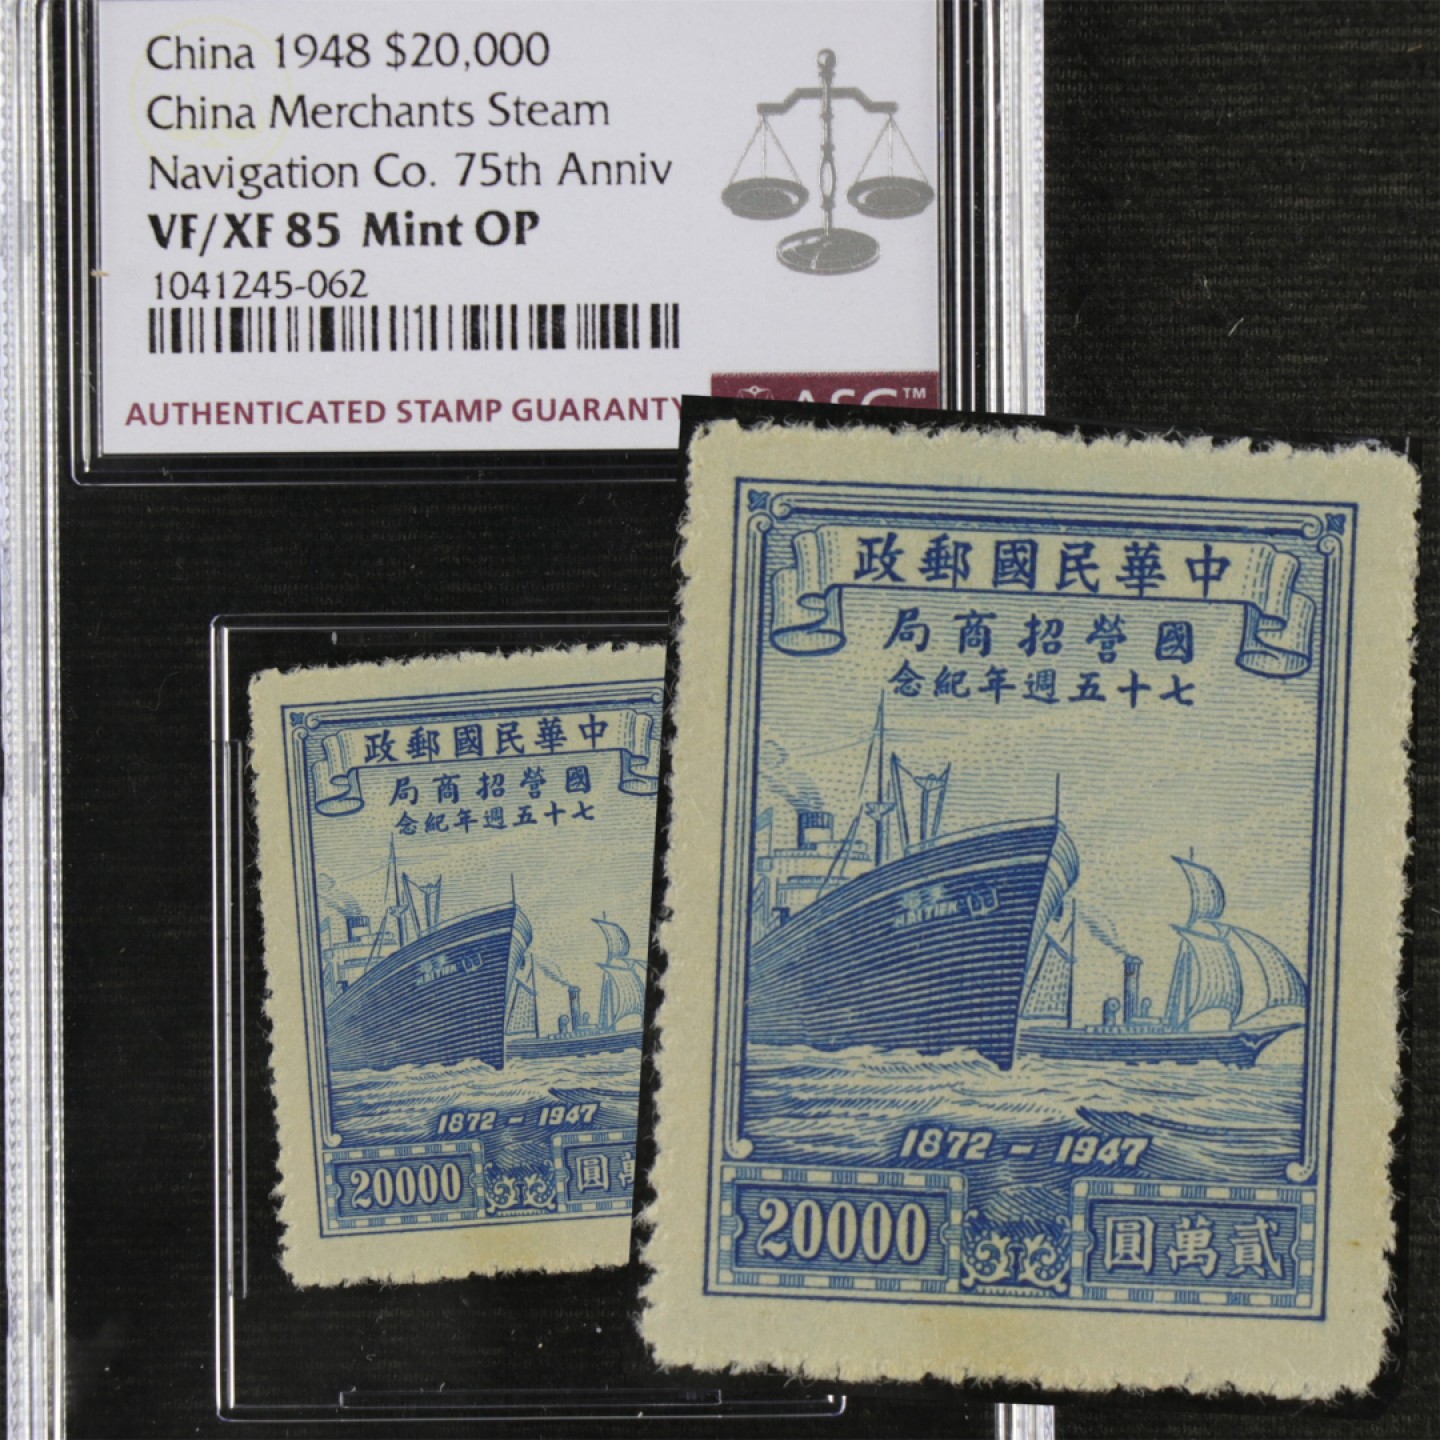 China 1948 $20,000
China Merchants Steam
Navigation Co. 75th Anniv
VF/XF 85 Mint OP
1041245-062
AUTHENTICATED STAMP GUARANTY
ASG™
政郵國民華中
局商招營國
念紀年週五十七
1872 - 1947
20000
圓萬
政郵國民華中
局商招營國
念紀年週五十七
1872 - 1947
20000
圓萬貳